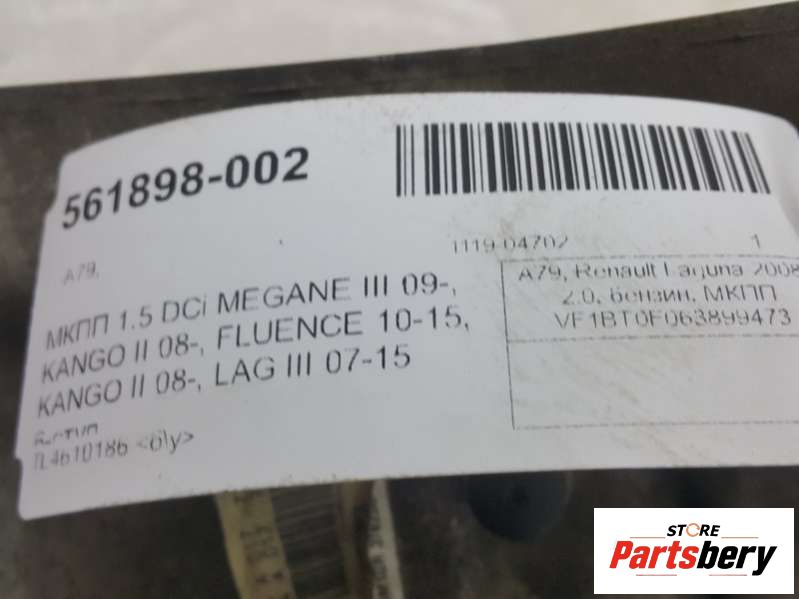 561898-002
1119-04702 1
A79,
МКПП 1.5 DCi MEGANE III 09-,
KANGO II 08-, FLUENCE 10-15,
KANGO II 08-, LAG III 07-15
TL4610186 <б\у>
A79, Renault Laguna 2008
2.0, бензин, МКПП
VF1BT0F063899473
STORE
Partsbery